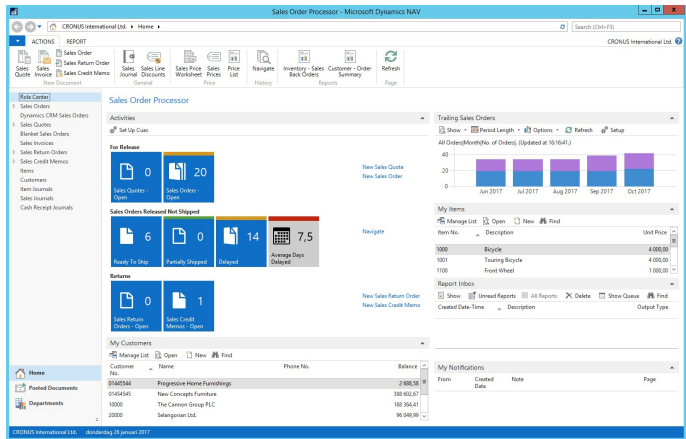 Sales Order Processor - Microsoft Dynamics NAV
CRONUS International Ltd. Home
Search (Ctrl+F3)
ACTIONS REPORT
CRONUS International Ltd.
Sales Quote
Sales Invoice
Sales Order
Sales Return Order
Sales Credit Memo
Sales Journal
Sales Line Discounts
Sales Price Worksheet
Sales Prices
Price List
Navigate
Inventory - Sales Back Orders
Customer - Order Summary
Refresh
New Document
General
Price
History
Reports
Page
Role Center
Sales Orders
Dynamics CRM Sales Orders
Sales Quotes
Blanket Sales Orders
Sales Invoices
Sales Return Orders
Sales Credit Memos
Items
Customers
Item Journals
Sales Journals
Cash Receipt Journals
Home
Posted Documents
Departments
Sales Order Processor
Activities
Set Up Cues
For Release
0
Sales Quotes - Open
20
Sales Orders - Open
New Sales Quote
New Sales Order
Sales Orders Released Not Shipped
6
Ready To Ship
0
Partially Shipped
14
Delayed
7,5
Average Days Delayed
Navigate
Returns
0
Sales Return Orders - Open
1
Sales Credit Memos - Open
New Sales Return Order
New Sales Credit Memo
My Customers
Manage List Open New Find
Customer No. Name Phone No. Balance
01445544 Progressive Home Furnishings 2 888,58
01454545 New Concepts Furniture 398 602,67
10000 The Cannon Group PLC 168 364,41
20000 Selangorian Ltd. 96 049,99
Trailing Sales Orders
Show Period Length Options Refresh Setup
All Orders|Month|No. of Orders|. (Updated at 16:16:41.)
40
20
0
Jun 2017 Jul 2017 Aug 2017 Sep 2017 Oct 2017
My Items
Manage List Open New Find
Item No. Description Unit Price
1000 Bicycle 4 000,00
1001 Touring Bicycle 4 000,00
1100 Front Wheel 1 000,00
Report Inbox
Show Unread Reports All Reports Delete Show Queue Find
Created Date-Time Description Output Type
My Notifications
From Created Date Note Page
CRONUS International Ltd. donderdag 26 januari 2017